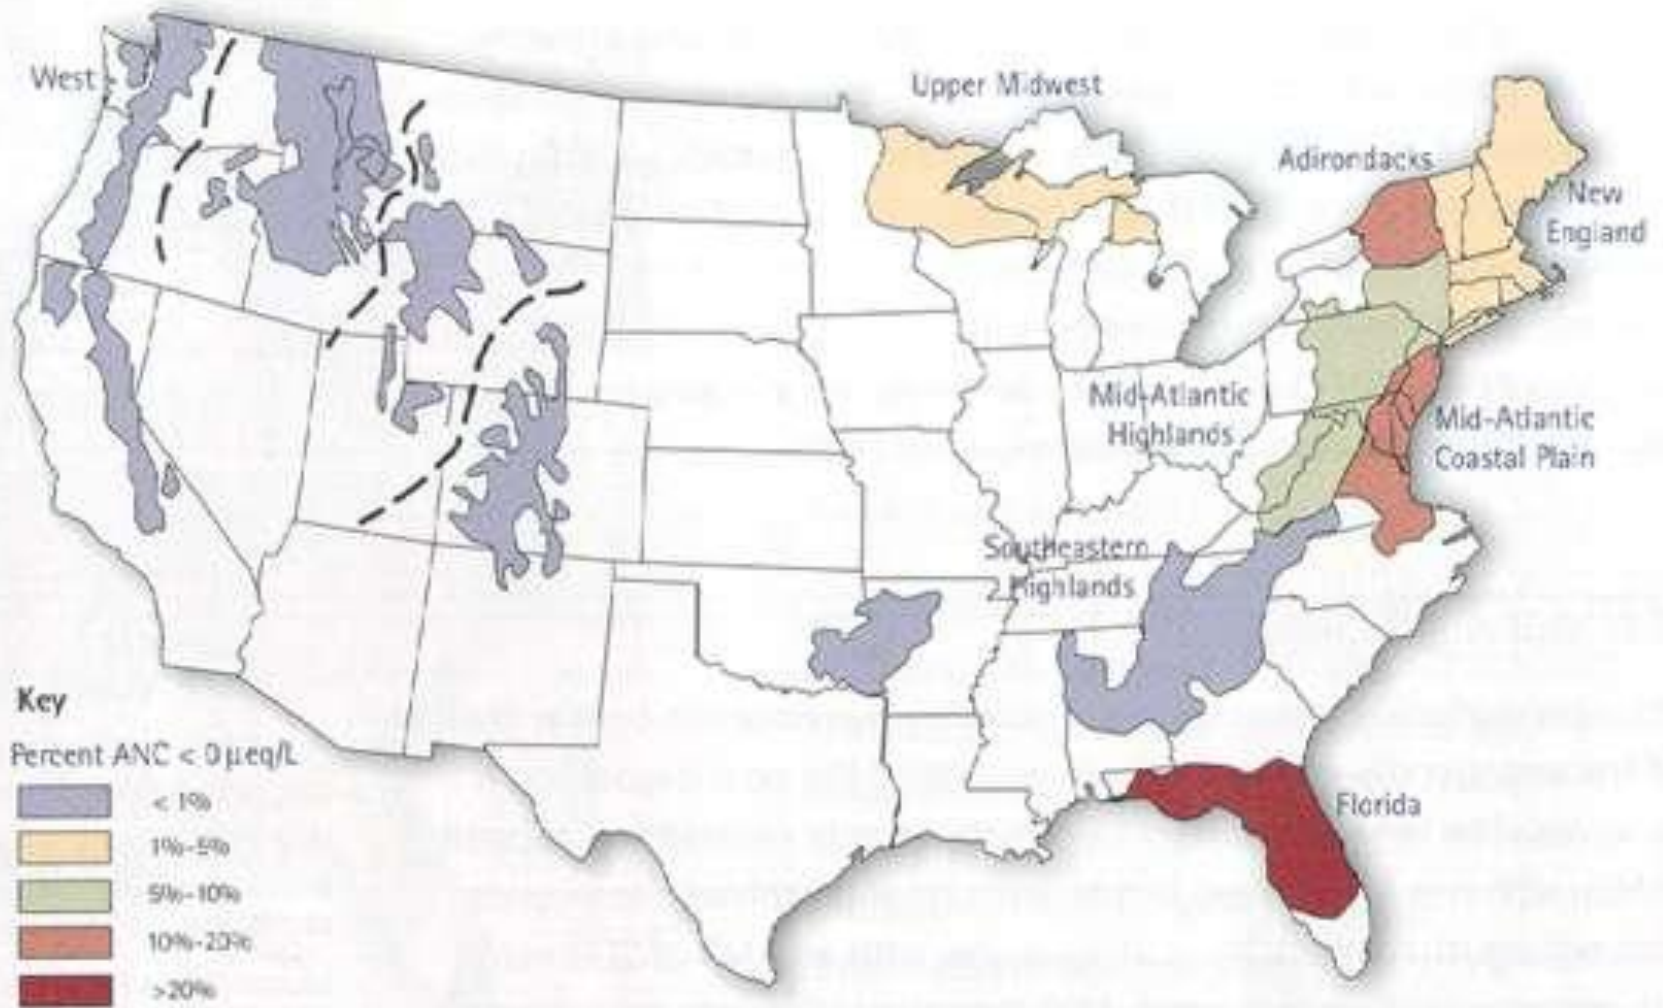 West
Upper Midwest
Adirondacks
New
England
Mid-Atlantic
Highlands
Mid-Atlantic
Coastal Plain
Southeastern
Highlands
Florida
Key
Percent ANC < 0 µeq/L
< 1%
1%-5%
5%-10%
10%-20%
>20%